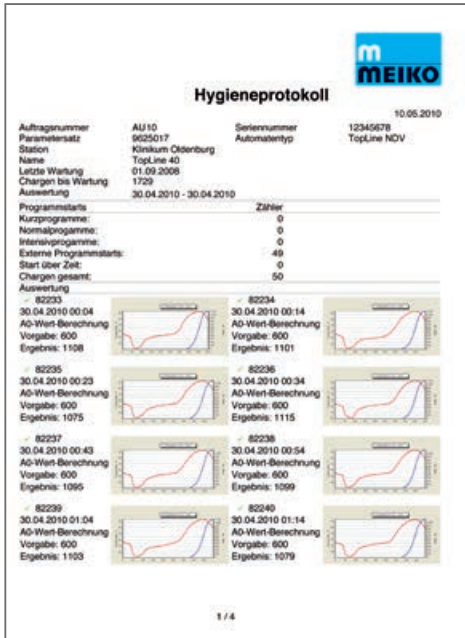 m
MEIKO
Hygieneprotokoll
10.05.2010
Auftragsnummer AU10 Seriennummer 12345678
Parametersatz 9625017 Automatentyp TopLine NDV
Station Klinikum Oldenburg
Name TopLine 40
Letzte Wartung 01.09.2008
Chargen bis Wartung 1729
Auswertung 30.04.2010 - 30.04.2010
Programmstarts Zähler
Kurzprogramme: 0
Normalprogramme: 0
Intensivprogamme: 0
Externe Programmstarts: 49
Start über Zeit: 0
Chargen gesamt: 50
Auswertung
✓ 82233 ✓ 82234
30.04.2010 00:04 30.04.2010 00:14
A0-Wert-Berechnung A0-Wert-Berechnung
Vorgabe: 600 Vorgabe: 600
Ergebnis: 1108 Ergebnis: 1101
✓ 82235 ✓ 82236
30.04.2010 00:23 30.04.2010 00:34
A0-Wert-Berechnung A0-Wert-Berechnung
Vorgabe: 600 Vorgabe: 600
Ergebnis: 1075 Ergebnis: 1115
✓ 82237 ✓ 82238
30.04.2010 00:43 30.04.2010 00:54
A0-Wert-Berechnung A0-Wert-Berechnung
Vorgabe: 600 Vorgabe: 600
Ergebnis: 1095 Ergebnis: 1099
✓ 82239 ✓ 82240
30.04.2010 01:04 30.04.2010 01:14
A0-Wert-Berechnung A0-Wert-Berechnung
Vorgabe: 600 Vorgabe: 600
Ergebnis: 1103 Ergebnis: 1079
1 / 4